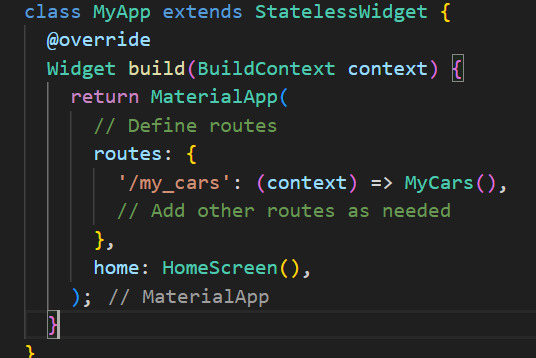 class MyApp extends StatelessWidget {
@override
Widget build(BuildContext context) {
return MaterialApp(
// Define routes
routes: {
'/my_cars': (context) => MyCars(),
// Add other routes as needed
},
home: HomeScreen(),
); // MaterialApp
}
}